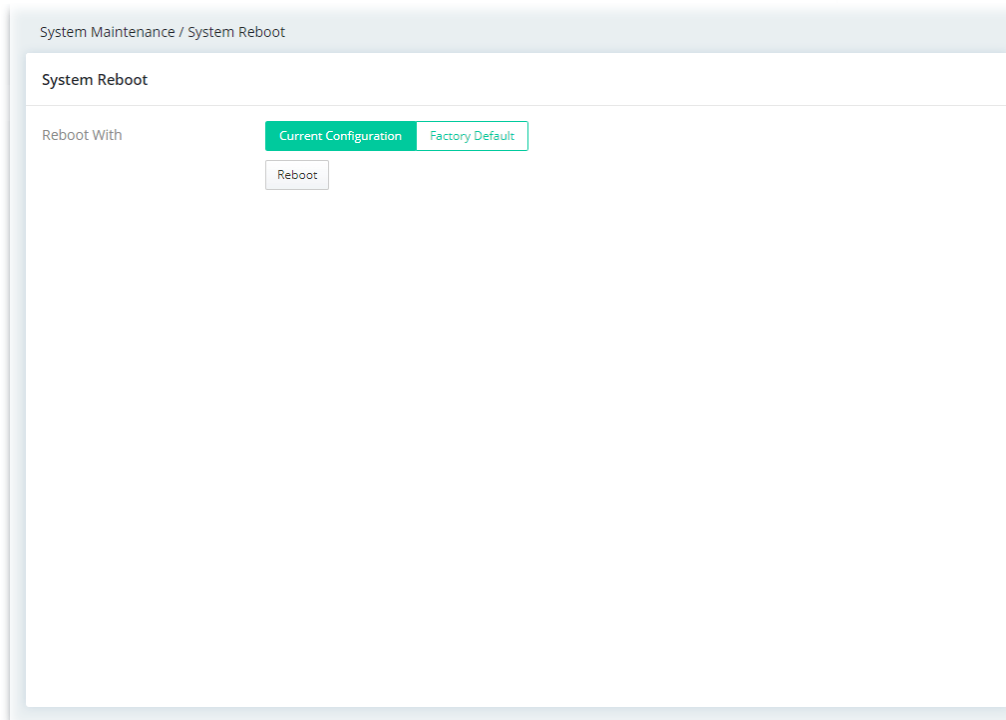 System Maintenance / System Reboot
System Reboot
Reboot With
Current Configuration Factory Default
Reboot